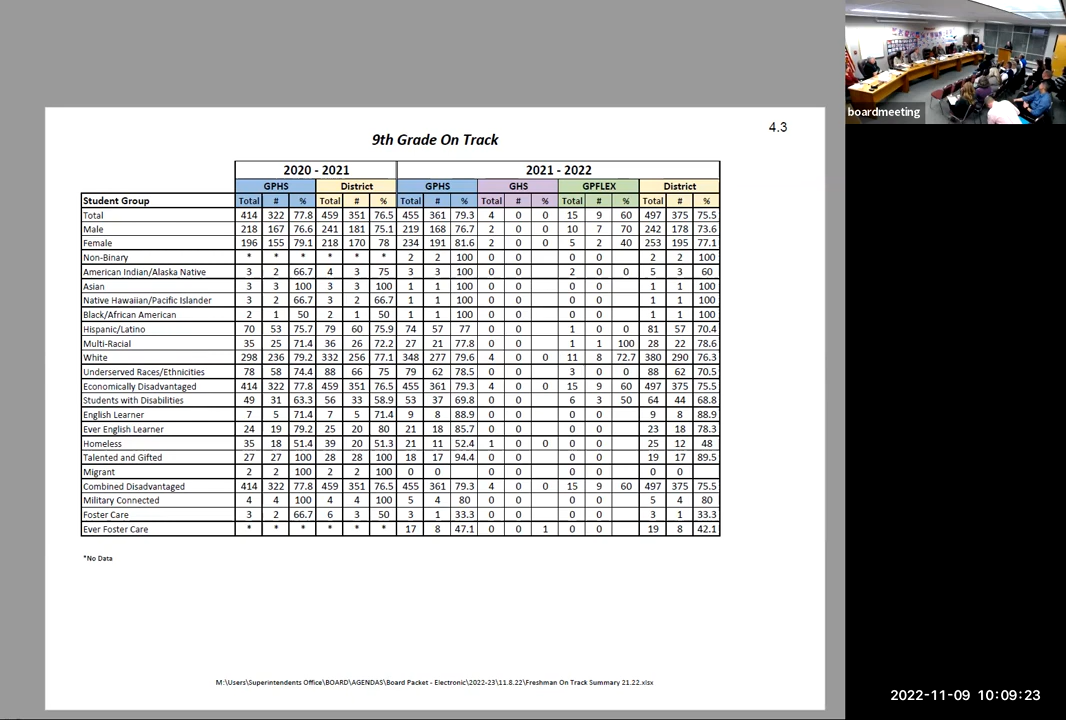 boardmeeting
4.3
9th Grade On Track
2020 - 2021 2021 - 2022
GPHS District GPHS GHS GPFLEX District
Student Group Total # % Total # % Total # % Total # % Total # % Total # %
Total 414 322 77.8 459 351 76.5 455 361 79.3 4 0 0 15 9 60 497 375 75.5
Male 218 167 76.6 241 181 75.1 219 168 76.7 2 0 0 10 7 70 242 178 73.6
Female 196 155 79.1 218 170 78 234 191 81.6 2 0 0 5 2 40 253 195 77.1
Non-Binary * * * * * * 2 2 100 0 0 0 0 2 2 100
American Indian/Alaska Native 3 2 66.7 4 3 75 3 3 100 0 0 2 0 0 5 3 60
Asian 3 3 100 3 3 100 1 1 100 0 0 0 0 1 1 100
Native Hawaiian/Pacific Islander 3 2 66.7 3 2 66.7 1 1 100 0 0 0 0 1 1 100
Black/African American 2 1 50 2 1 50 1 1 100 0 0 0 0 1 1 100
Hispanic/Latino 70 53 75.7 79 60 75.9 74 57 77 0 0 1 0 0 81 57 70.4
Multi-Racial 35 25 71.4 36 26 72.2 27 21 77.8 0 0 1 1 100 28 22 78.6
White 298 236 79.2 332 256 77.1 348 277 79.6 4 0 0 11 8 72.7 380 290 76.3
Underserved Races/Ethnicities 78 58 74.4 88 66 75 79 62 78.5 0 0 3 0 0 88 62 70.5
Economically Disadvantaged 414 322 77.8 459 351 76.5 455 361 79.3 4 0 0 15 9 60 497 375 75.5
Students with Disabilities 49 31 63.3 56 33 58.9 53 37 69.8 0 0 6 3 50 64 44 68.8
English Learner 7 5 71.4 7 5 71.4 9 8 88.9 0 0 0 0 9 8 88.9
Ever English Learner 24 19 79.2 25 20 80 21 18 85.7 0 0 0 0 23 18 78.3
Homeless 35 18 51.4 39 20 51.3 21 11 52.4 1 0 0 0 0 25 12 48
Talented and Gifted 27 27 100 28 28 100 18 17 94.4 0 0 0 0 19 17 89.5
Migrant 2 2 100 2 2 100 0 0 0 0 0 0 0 0
Combined Disadvantaged 414 322 77.8 459 351 76.5 455 361 79.3 4 0 0 15 9 60 497 375 75.5
Military Connected 4 4 100 4 4 100 5 4 80 0 0 0 0 5 4 80
Foster Care 3 2 66.7 6 3 50 3 1 33.3 0 0 0 0 3 1 33.3
Ever Foster Care * * * * * * 17 8 47.1 0 0 1 0 0 19 8 42.1
*No Data
M:\Users\Superintendents Office\BOARD\AGENDAS\Board Packet - Electronic\2022-23\11.8.22\Freshman On Track Summary 21.22.xlsx
2022-11-09 10:09:23